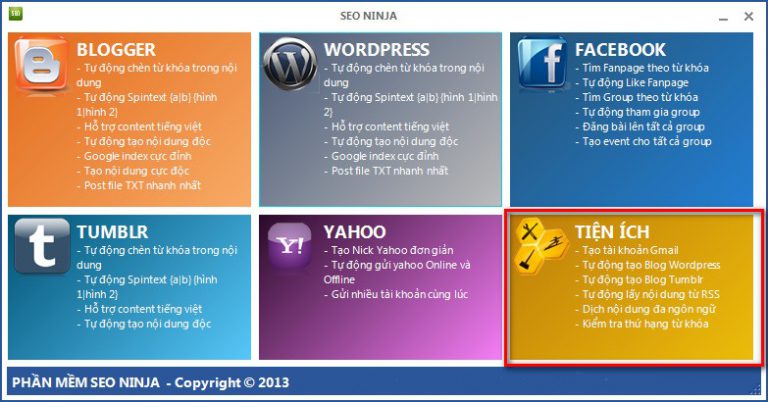 SEO
SEO NINJA
BLOGGER
- Tự động chèn từ khóa trong nội
dung
- Tự động Spintext {a|b} {hình
1|hình 2}
- Hỗ trợ content tiếng việt
- Tự động tạo nội dung độc
- Google index cực đỉnh
- Tạo nội dung cực độc
- Post file TXT nhanh nhất
WORDPRESS
- Tự động chèn từ khóa trong nội
dung
- Tự động Spintext {a|b} {hình 1|hình
2}
- Hỗ trợ content tiếng việt
- Tự động tạo nội dung độc
- Google index cực đỉnh
- Post file TXT nhanh nhất
FACEBOOK
- Tìm Fanpage theo từ khóa
- Tự động Like Fanpage
- Tìm Group theo từ khóa
- Tự động tham gia group
- Đăng bài lên tất cả group
- Tạo event cho tất cả group
TUMBLR
- Tự động chèn từ khóa trong nội
dung
- Tự động Spintext {a|b} {hình
1|hình 2}
- Hỗ trợ content tiếng việt
- Tự động tạo nội dung độc
Y!
YAHOO
- Tạo Nick Yahoo đơn giản
- Tự động gửi yahoo Online và
Offline
- Gửi nhiều tài khoản cùng lúc
TIỆN ÍCH
- Tạo tài khoản Gmail
- Tự động tạo Blog Wordpress
- Tự động tạo Blog Tumblr
- Tự động lấy nội dung từ RSS
- Dịch nội dung đa ngôn ngữ
- Kiểm tra thứ hạng từ khóa
PHẦN MỀM SEO NINJA - Copyright © 2013